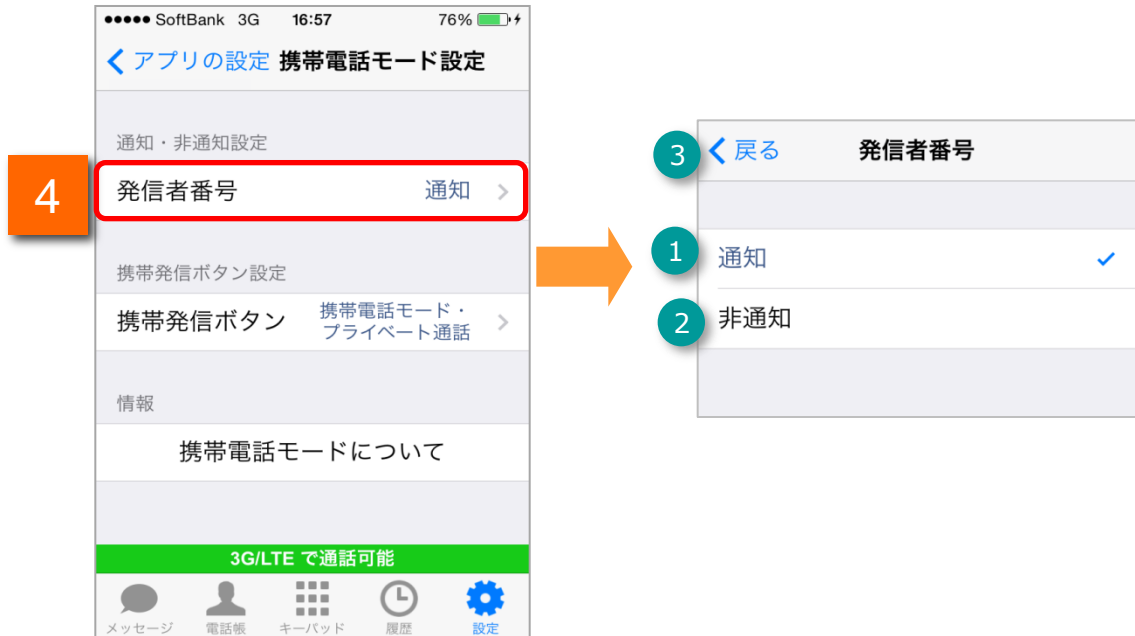 SoftBank 3G 16:57 76%
アプリの設定 携帯電話モード設定
通知・非通知設定
4
発信者番号 通知
携帯発信ボタン設定
携帯発信ボタン 携帯電話モード・
プライベート通話
情報
携帯電話モードについて
3G/LTE で通話可能
メッセージ 電話帳 キーパッド 履歴 設定
3 戻る 発信者番号
1 通知
2 非通知